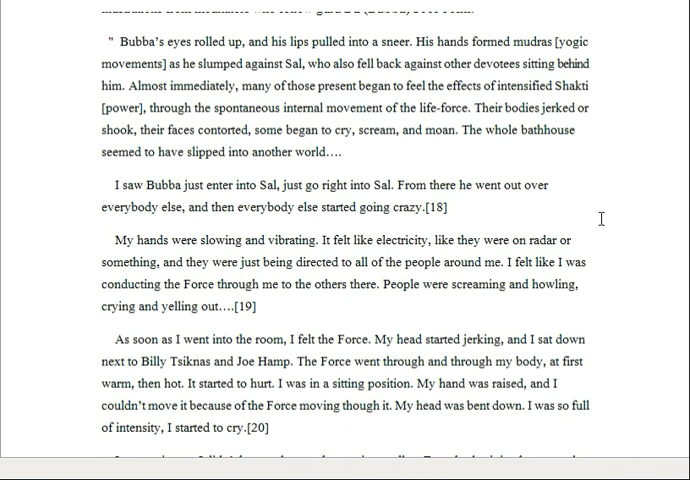 " Bubba’s eyes rolled up, and his lips pulled into a sneer. His hands formed mudras [yogic
movements] as he slumped against Sal, who also fell back against other devotees sitting behind
him. Almost immediately, many of those present began to feel the effects of intensified Shakti
[power], through the spontaneous internal movement of the life-force. Their bodies jerked or
shook, their faces contorted, some began to cry, scream, and moan. The whole bathhouse
seemed to have slipped into another world….
I saw Bubba just enter into Sal, just go right into Sal. From there he went out over
everybody else, and then everybody else started going crazy.[18]
My hands were slowing and vibrating. It felt like electricity, like they were on radar or
something, and they were just being directed to all of the people around me. I felt like I was
conducting the Force through me to the others there. People were screaming and howling,
crying and yelling out….[19]
As soon as I went into the room, I felt the Force. My head started jerking, and I sat down
next to Billy Tsiknas and Joe Hamp. The Force went through and through my body, at first
warm, then hot. It started to hurt. I was in a sitting position. My hand was raised, and I
couldn’t move it because of the Force moving though it. My head was bent down. I was so full
of intensity, I started to cry.[20]